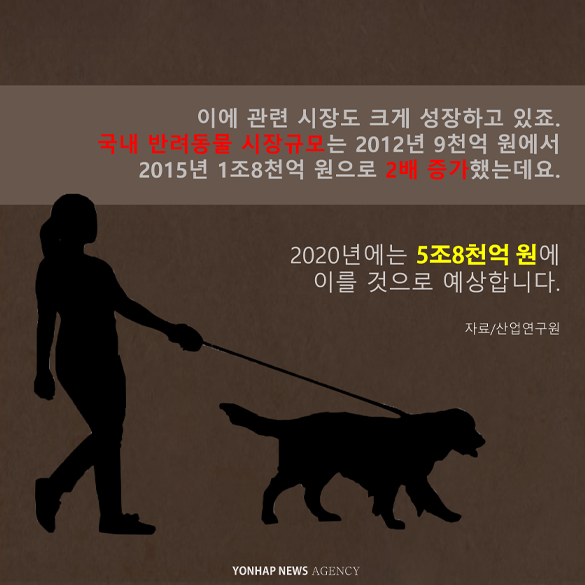 이에 관련 시장도 크게 성장하고 있죠.
국내 반려동물 시장규모는 2012년 9천억 원에서
2015년 1조8천억 원으로 2배 증가했는데요.
2020년에는 5조8천억 원에
이를 것으로 예상합니다.
자료/산업연구원
YONHAP NEWS AGENCY